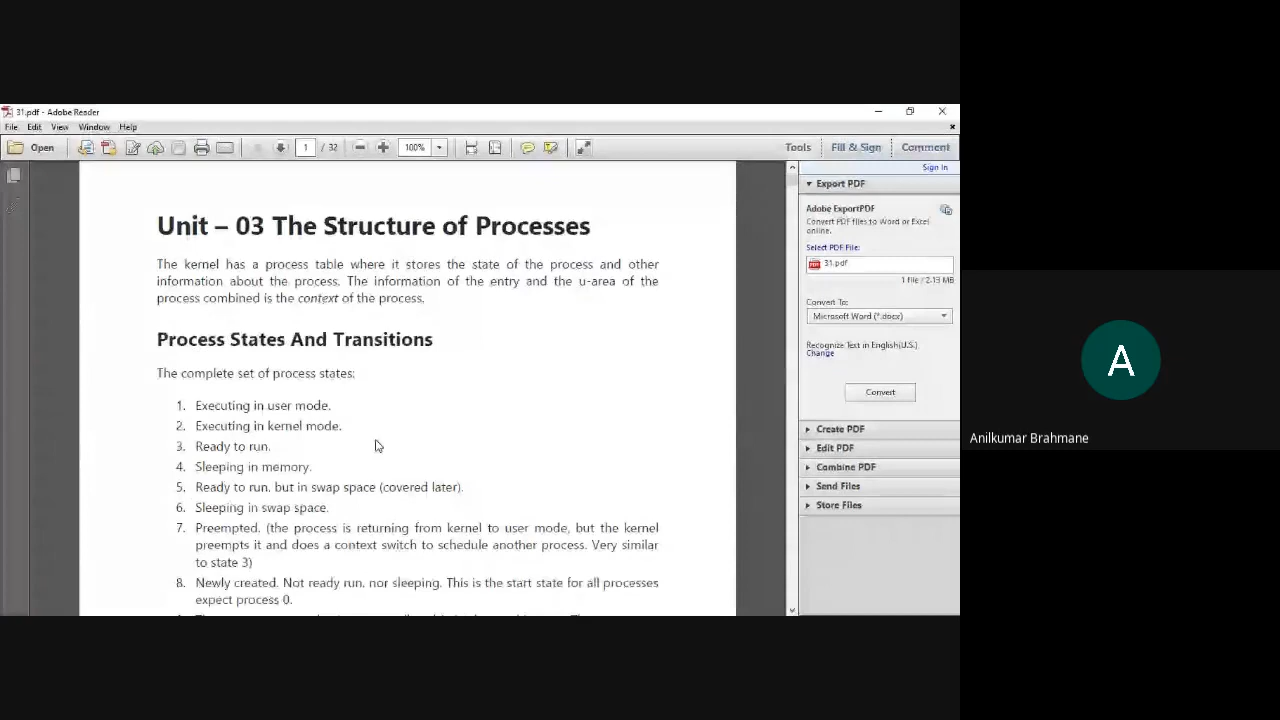 31.pdf - Adobe Reader
File Edit View Window Help
Open 1 / 32 100% Tools Fill & Sign Comment
Sign In
Export PDF
Adobe ExportPDF
Convert PDF files to Word or Excel
online.
Select PDF File:
31.pdf
1 file / 2.13 MB
Convert To:
Microsoft Word (*.docx)
Recognize Text in English(U.S.)
Change
Convert
Create PDF
Edit PDF
Combine PDF
Send Files
Store Files
Unit – 03 The Structure of Processes
The kernel has a process table where it stores the state of the process and other
information about the process. The information of the entry and the u-area of the
process combined is the context of the process.
Process States And Transitions
The complete set of process states:
1. Executing in user mode.
2. Executing in kernel mode.
3. Ready to run.
4. Sleeping in memory.
5. Ready to run, but in swap space (covered later).
6. Sleeping in swap space.
7. Preempted. (the process is returning from kernel to user mode, but the kernel
preempts it and does a context switch to schedule another process. Very similar
to state 3)
8. Newly created. Not ready run, nor sleeping. This is the start state for all processes
expect process 0.
A
Anilkumar Brahmane